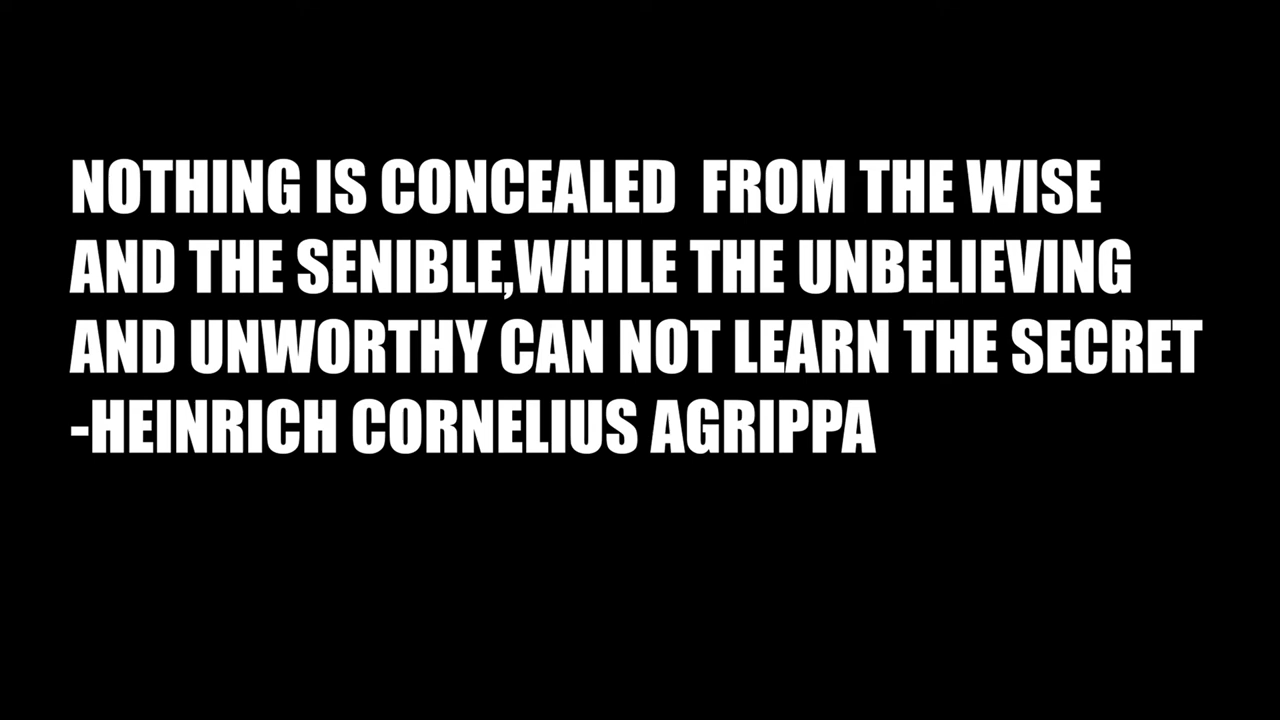 NOTHING IS CONCEALED  FROM THE WISE
AND THE SENIBLE,WHILE THE UNBELIEVING
AND UNWORTHY CAN NOT LEARN THE SECRET
-HEINRICH CORNELIUS AGRIPPA